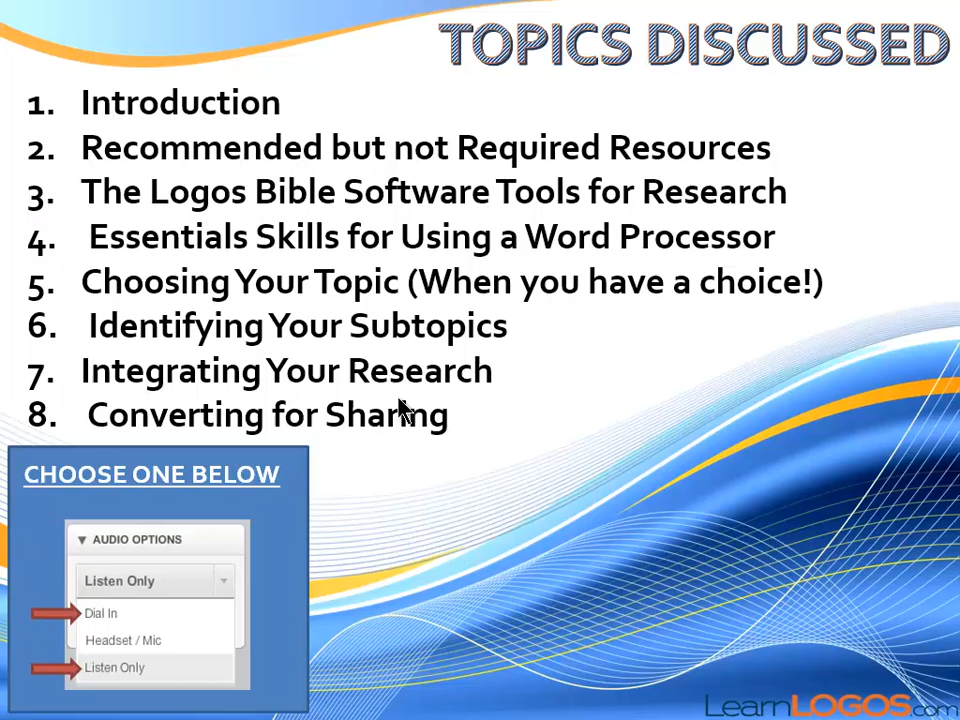 TOPICS DISCUSSED
1. Introduction
2. Recommended but not Required Resources
3. The Logos Bible Software Tools for Research
4. Essentials Skills for Using a Word Processor
5. Choosing Your Topic (When you have a choice!)
6. Identifying Your Subtopics
7. Integrating Your Research
8. Converting for Sharing
CHOOSE ONE BELOW
AUDIO OPTIONS
Listen Only
Dial In
Headset / Mic
Listen Only
LearnLOGOS.com